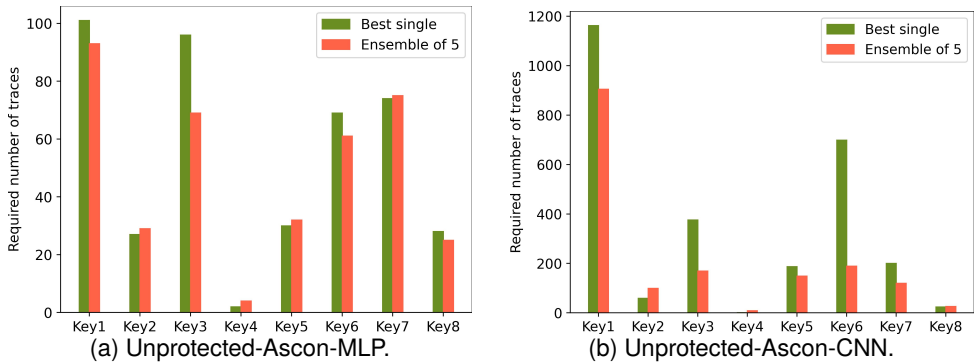 Best single
Ensemble of 5
Required number of traces
100
80
60
40
20
0
Key1 Key2 Key3 Key4 Key5 Key6 Key7 Key8
(a) Unprotected-Ascon-MLP.
Best single
Ensemble of 5
Required number of traces
1200
1000
800
600
400
200
0
Key1 Key2 Key3 Key4 Key5 Key6 Key7 Key8
(b) Unprotected-Ascon-CNN.